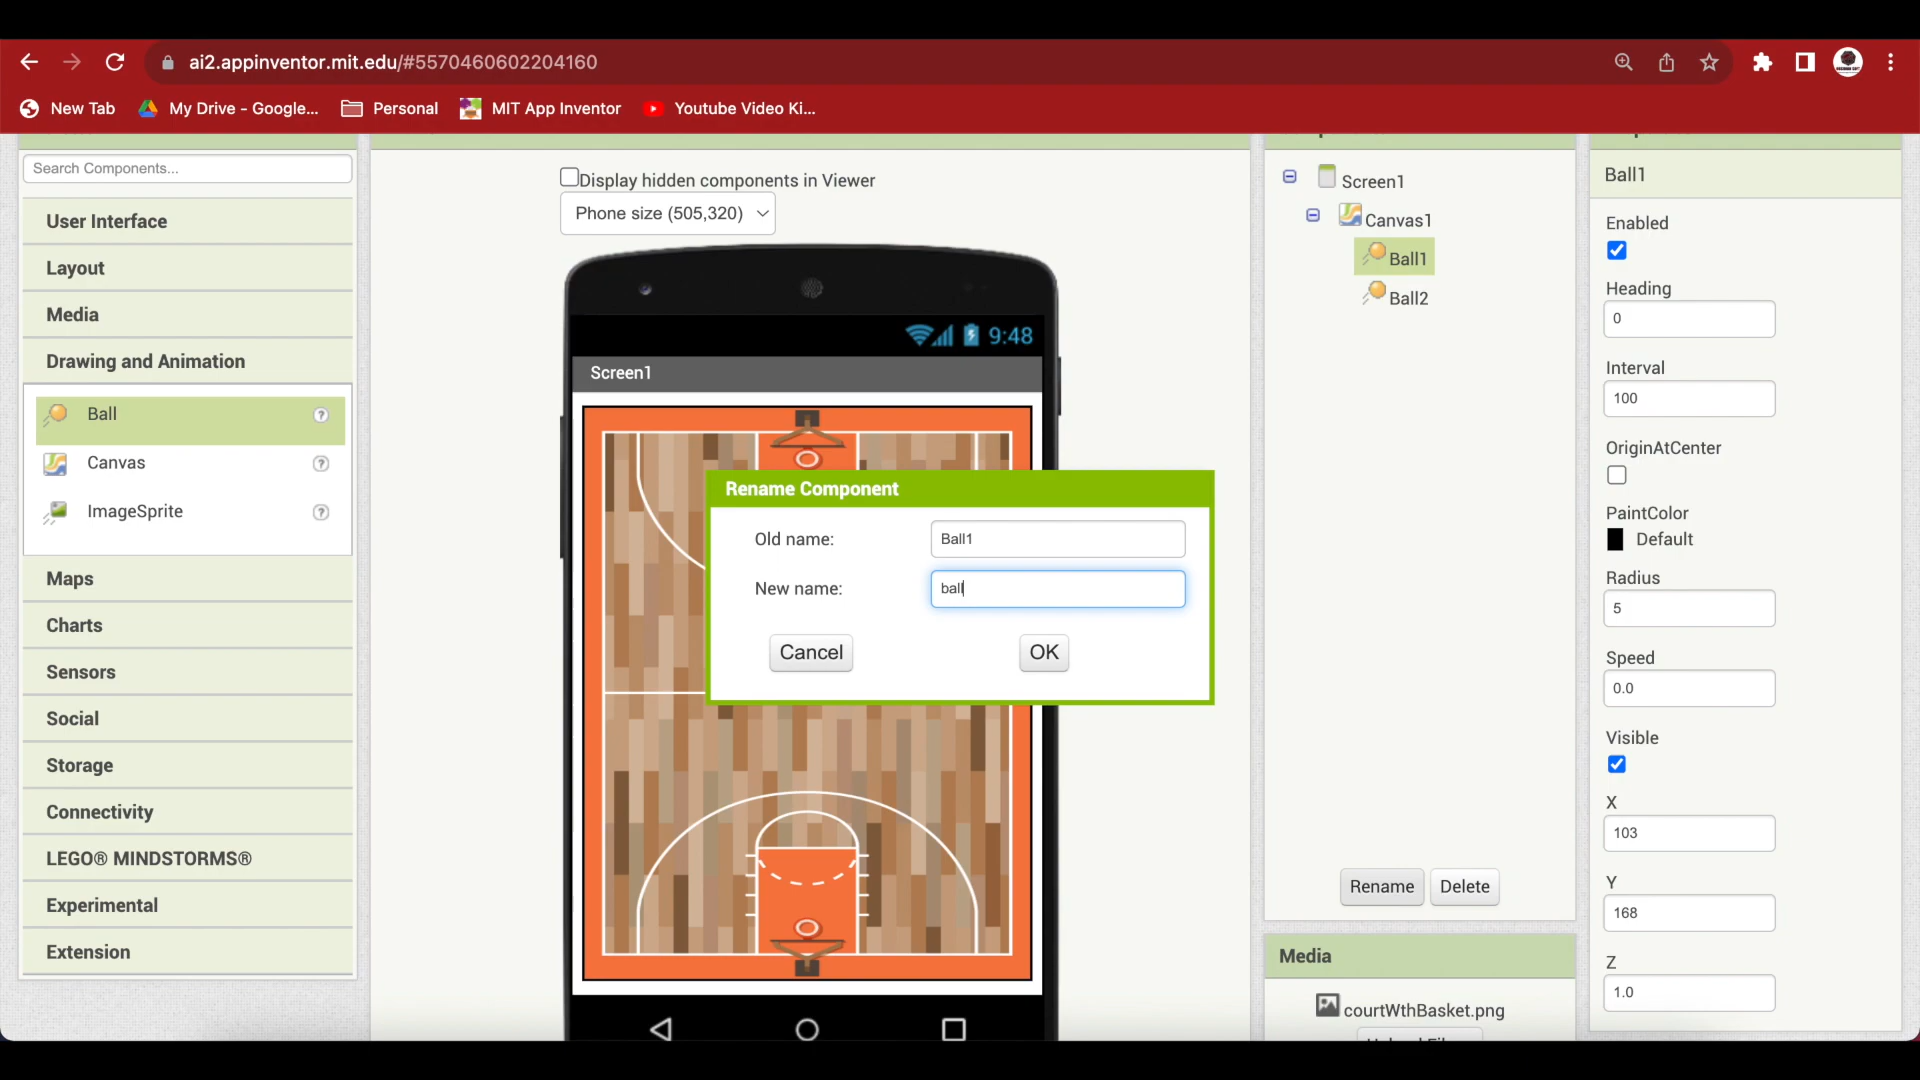 ai2.appinventor.mit.edu/#5570460602204160
New Tab
My Drive - Google...
Personal
MIT App Inventor
Youtube Video Ki...
Search Components...
User Interface
Layout
Media
Drawing and Animation
Ball
?
Canvas
?
ImageSprite
?
Maps
Charts
Sensors
Social
Storage
Connectivity
LEGO® MINDSTORMS®
Experimental
Extension
Display hidden components in Viewer
Phone size (505,320)
9:48
Screen1
Rename Component
Old name:
Ball1
New name:
ball
Cancel
OK
Screen1
Canvas1
Ball1
Ball2
Rename
Delete
Media
courtWthBasket.png
Ball1
Enabled
Heading
0
Interval
100
OriginAtCenter
PaintColor
Default
Radius
5
Speed
0.0
Visible
X
103
Y
168
Z
1.0